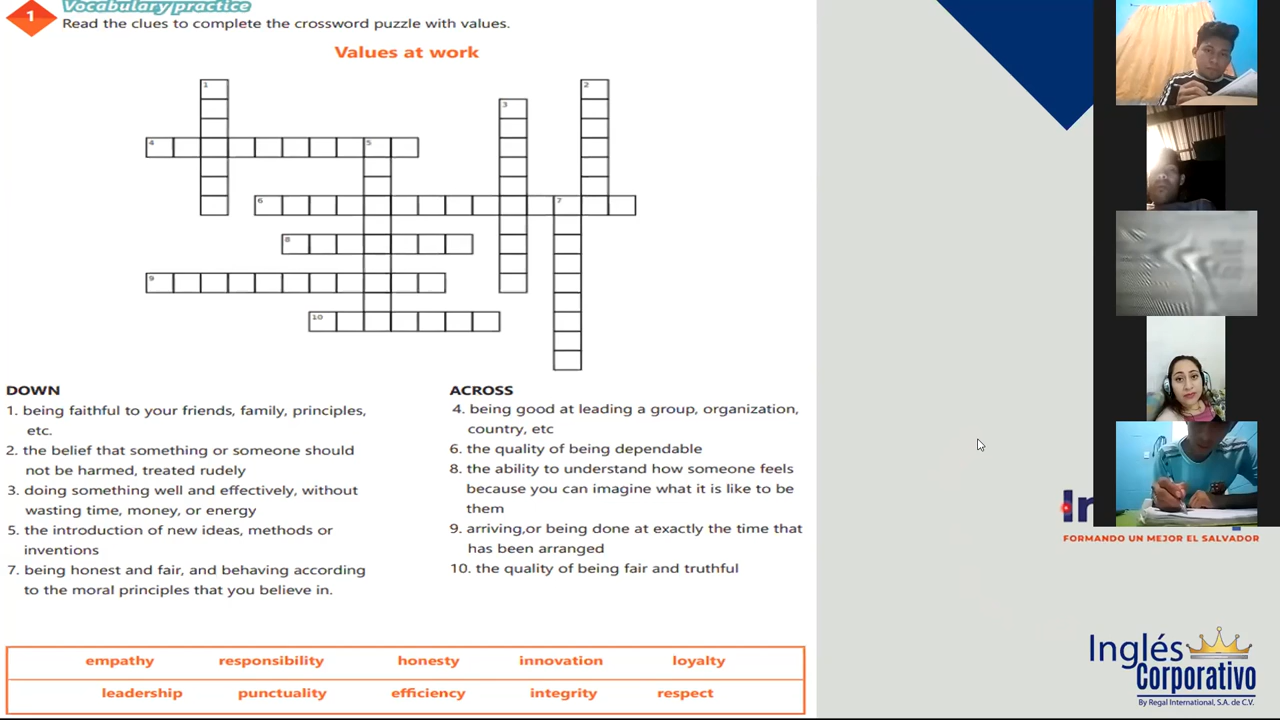 Vocabulary practice
1
Read the clues to complete the crossword puzzle with values.
Values at work
1
2
3
4
5
6
7
8
9
10
DOWN
1. being faithful to your friends, family, principles,
etc.
2. the belief that something or someone should
not be harmed, treated rudely
3. doing something well and effectively, without
wasting time, money, or energy
5. the introduction of new ideas, methods or
inventions
7. being honest and fair, and behaving according
to the moral principles that you believe in.
ACROSS
4. being good at leading a group, organization,
country, etc
6. the quality of being dependable
8. the ability to understand how someone feels
because you can imagine what it is like to be
them
9. arriving,or being done at exactly the time that
has been arranged
10. the quality of being fair and truthful
empathy responsibility honesty innovation loyalty
leadership punctuality efficiency integrity respect
FORMANDO UN MEJOR EL SALVADOR
Inglés
Corporativo
By Regal International, S.A. de C.V.